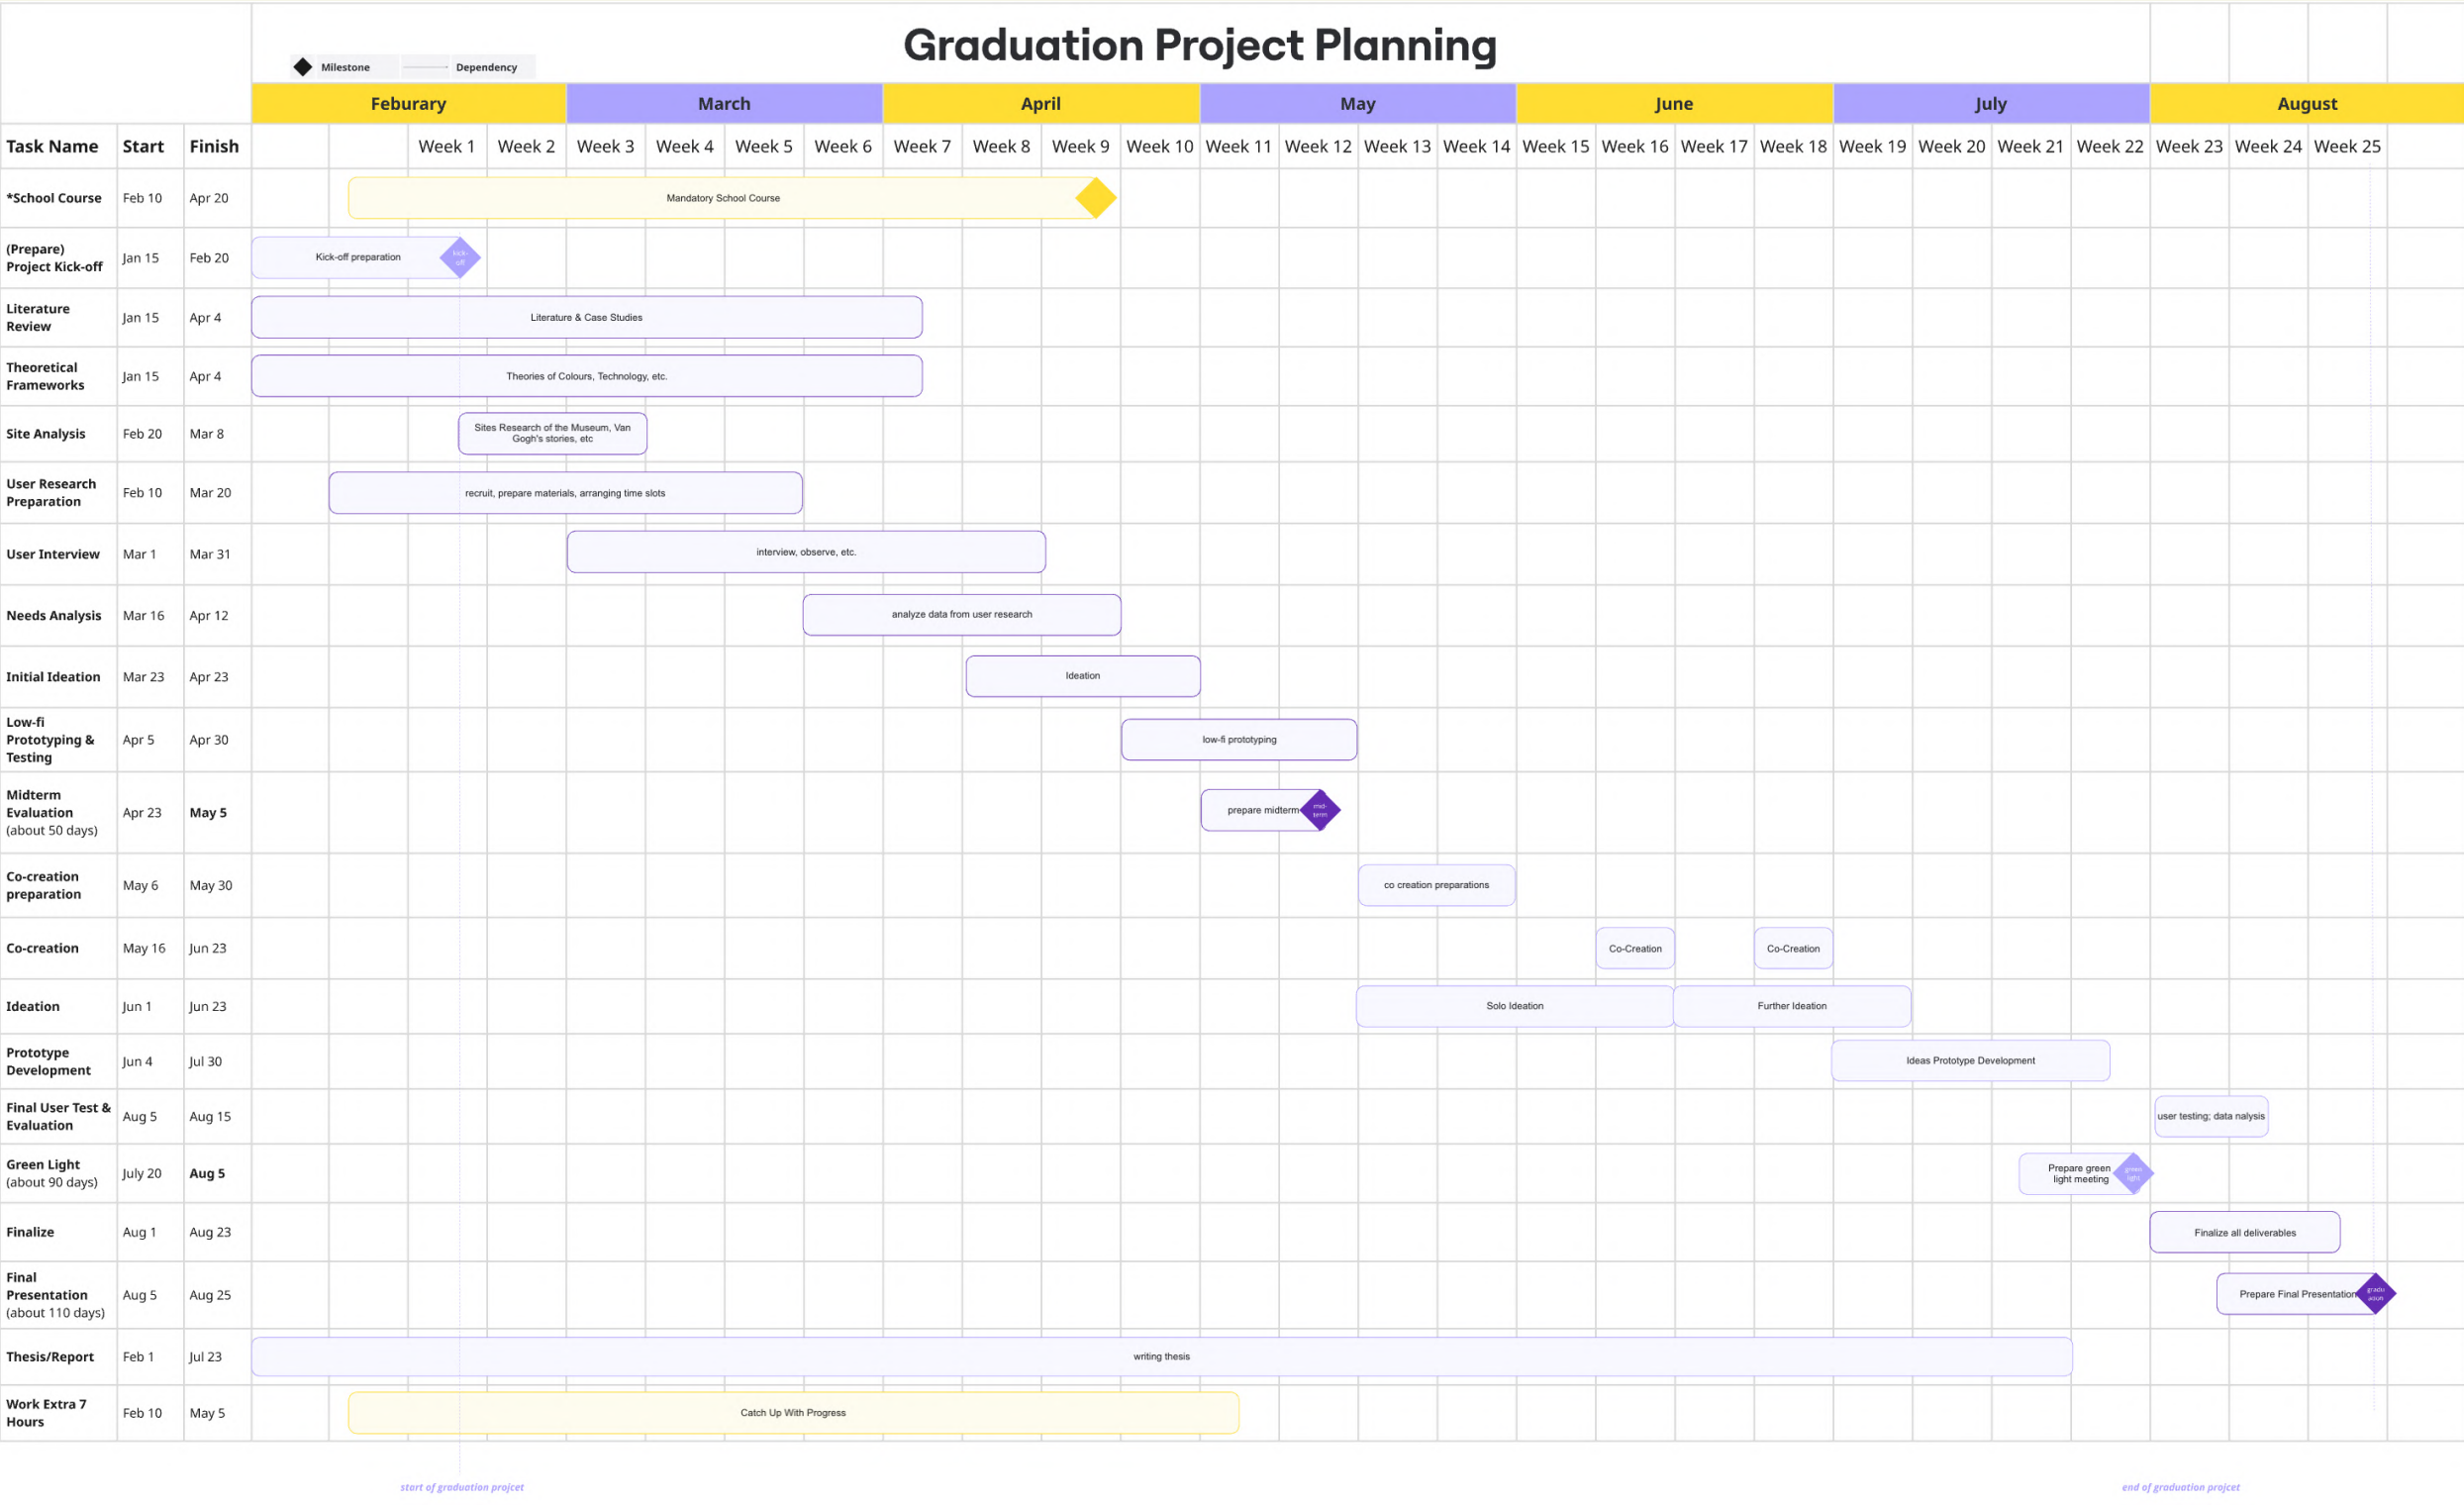 Graduation Project Planning
Milestone Dependency
Feburary March April May June July August
Task Name Start Finish Week 1 Week 2 Week 3 Week 4 Week 5 Week 6 Week 7 Week 8 Week 9 Week 10 Week 11 Week 12 Week 13 Week 14 Week 15 Week 16 Week 17 Week 18 Week 19 Week 20 Week 21 Week 22 Week 23 Week 24 Week 25
*School Course Feb 10 Apr 20 Mandatory School Course
(Prepare)
Project Kick-off Jan 15 Feb 20 Kick-off preparation
kick-
off
Literature
Review Jan 15 Apr 4 Literature & Case Studies
Theoretical
Frameworks Jan 15 Apr 4 Theories of Colours, Technology, etc.
Site Analysis Feb 20 Mar 8 Sites Research of the Museum, Van
Gogh's stories, etc
User Research
Preparation Feb 10 Mar 20 recruit, prepare materials, arranging time slots
User Interview Mar 1 Mar 31 interview, observe, etc.
Needs Analysis Mar 16 Apr 12 analyze data from user research
Initial Ideation Mar 23 Apr 23 Ideation
Low-fi
Prototyping &
Testing Apr 5 Apr 30 low-fi prototyping
Midterm
Evaluation
(about 50 days) Apr 23 May 5 prepare midterm
mid-
term
Co-creation
preparation May 6 May 30 co creation preparations
Co-creation May 16 Jun 23 Co-Creation Co-Creation
Ideation Jun 1 Jun 23 Solo Ideation Further Ideation
Prototype
Development Jun 4 Jul 30 Ideas Prototype Development
Final User Test &
Evaluation Aug 5 Aug 15 user testing; data nalysis
Green Light
(about 90 days) July 20 Aug 5 Prepare green
light meeting
green
light
Finalize Aug 1 Aug 23 Finalize all deliverables
Final
Presentation
(about 110 days) Aug 5 Aug 25 Prepare Final Presentation
gradu
ation
Thesis/Report Feb 1 Jul 23 writing thesis
Work Extra 7
Hours Feb 10 May 5 Catch Up With Progress
start of graduation projcet end of graduation projcet